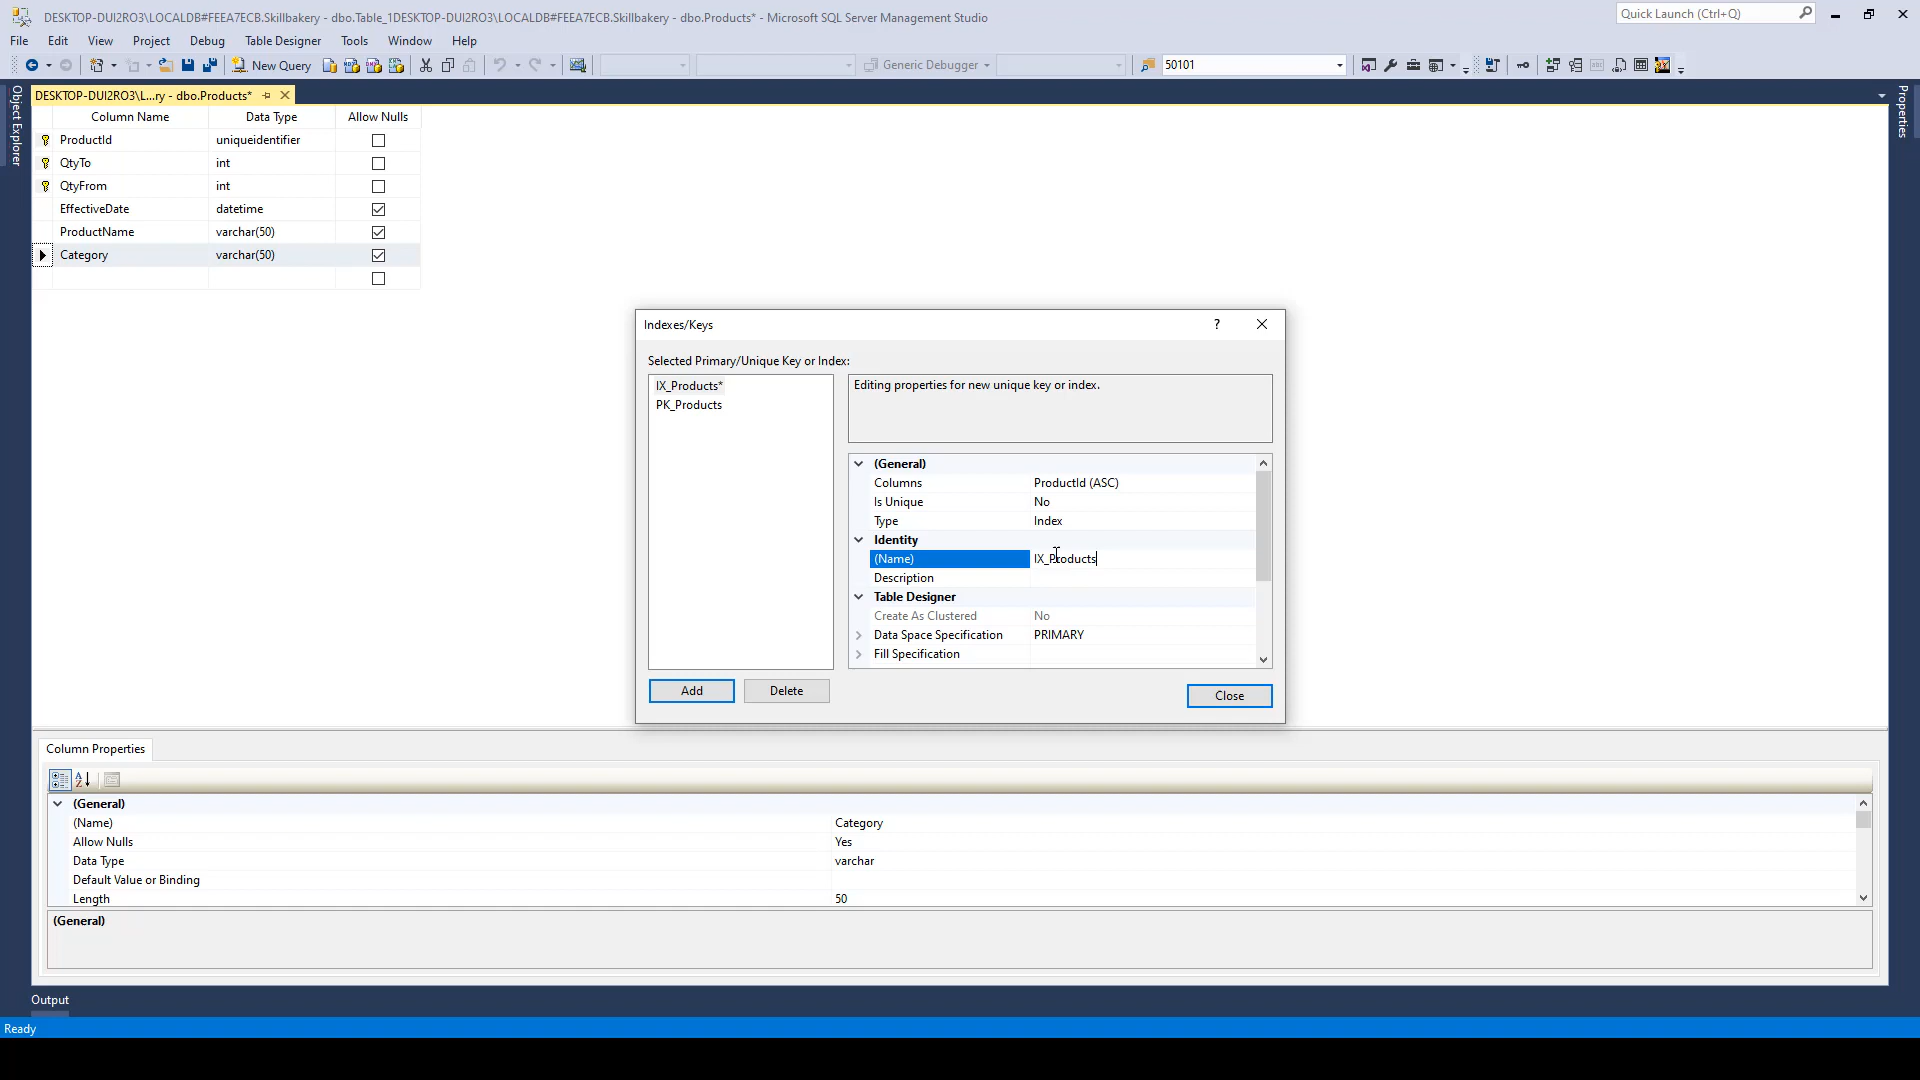 DESKTOP-DUI2RO3\LOCALDB#FEEA7ECB.Skillbakery - dbo.Table_1DESKTOP-DUI2RO3\LOCALDB#FEEA7ECB.Skillbakery - dbo.Products* - Microsoft SQL Server Management Studio
Quick Launch (Ctrl+Q)
File Edit View Project Debug Table Designer Tools Window Help
New Query
Generic Debugger
50101
Object Explorer
DESKTOP-DUI2RO3\L...ry - dbo.Products*
Properties
Column Name Data Type Allow Nulls
ProductId uniqueidentifier
QtyTo int
QtyFrom int
EffectiveDate datetime
ProductName varchar(50)
Category varchar(50)
Indexes/Keys
?
Selected Primary/Unique Key or Index:
IX_Products*
PK_Products
Editing properties for new unique key or index.
(General)
Columns ProductId (ASC)
Is Unique No
Type Index
Identity
(Name) IX_Products
Description
Table Designer
Create As Clustered No
Data Space Specification PRIMARY
Fill Specification
Add Delete Close
Column Properties
(General)
(Name) Category
Allow Nulls Yes
Data Type varchar
Default Value or Binding
Length 50
(General)
Output
Ready